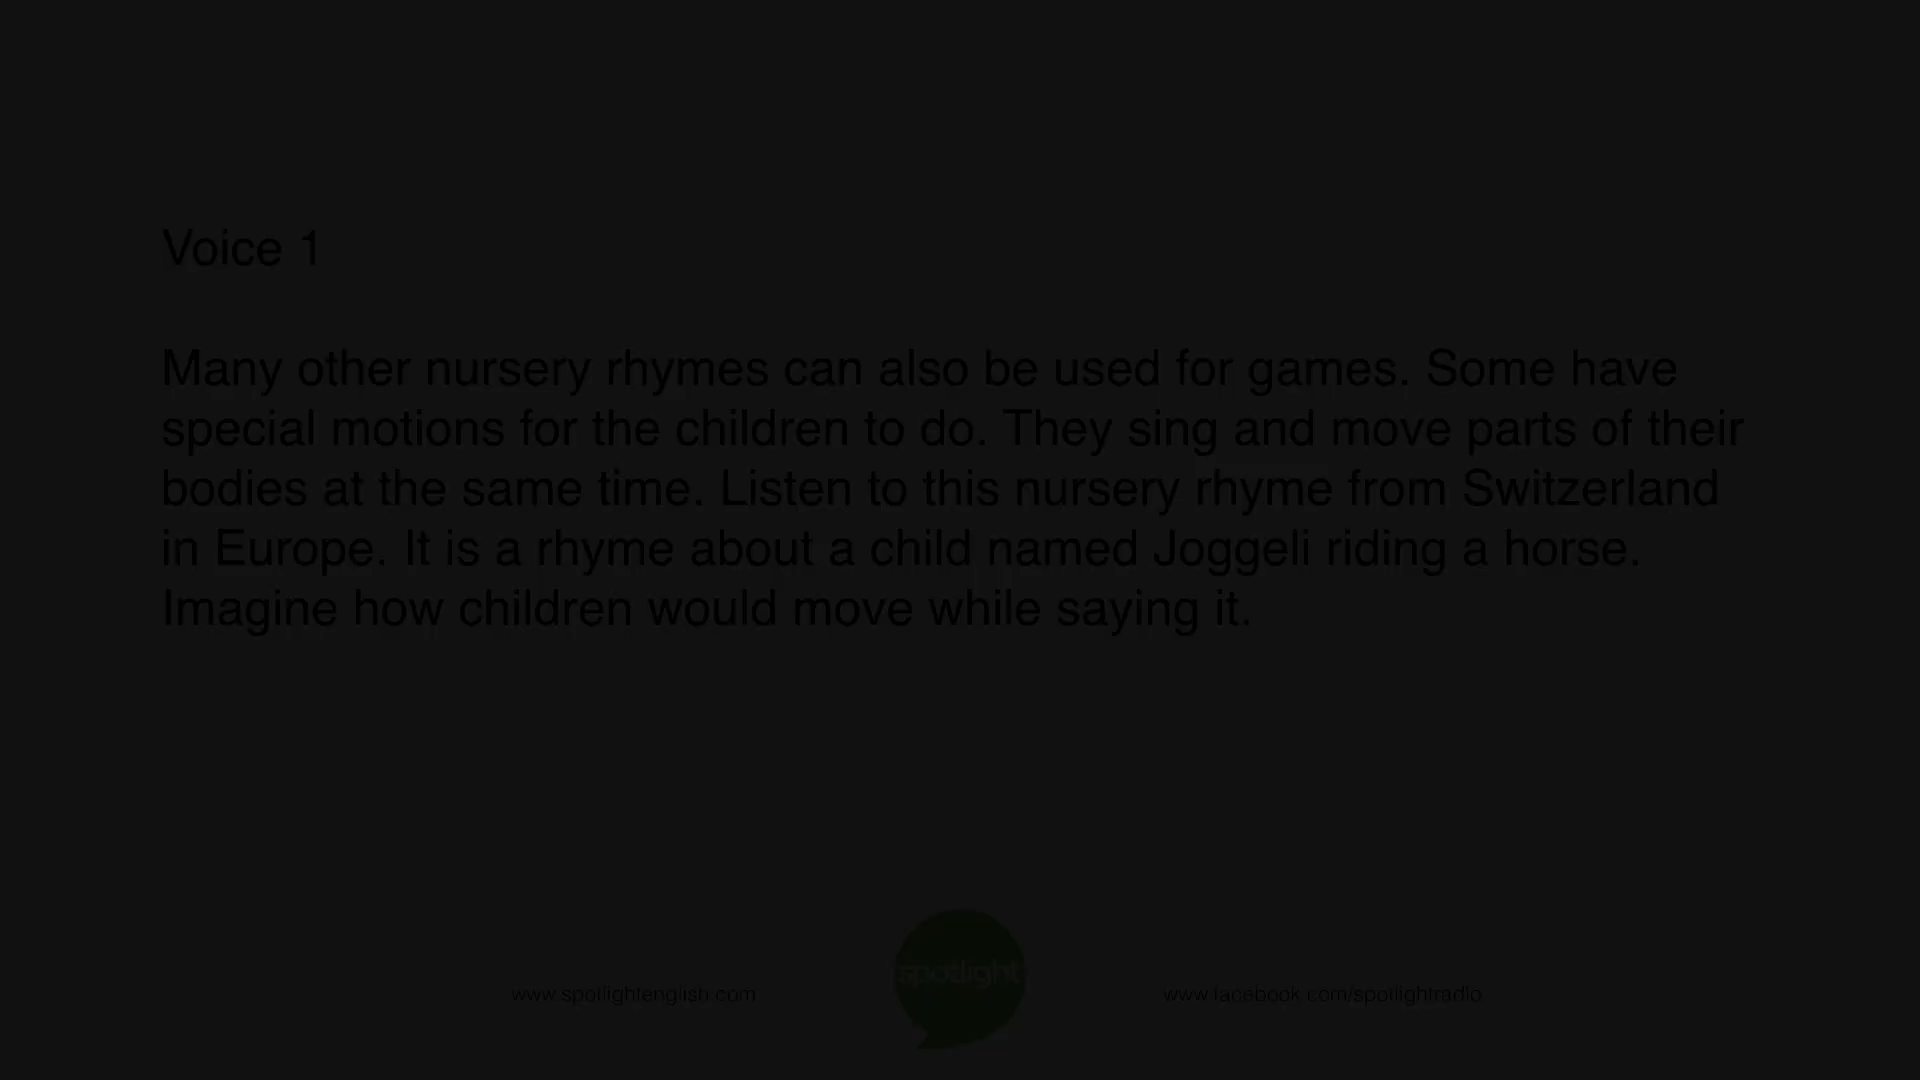 Voice 1
Many other nursery rhymes can also be used for games. Some have
special motions for the children to do. They sing and move parts of their
bodies at the same time. Listen to this nursery rhyme from Switzerland
in Europe. It is a rhyme about a child named Joggeli riding a horse.
Imagine how children would move while saying it.
spotlight
www.spotlightenglish.com
www.facebook.com/spotlightradio